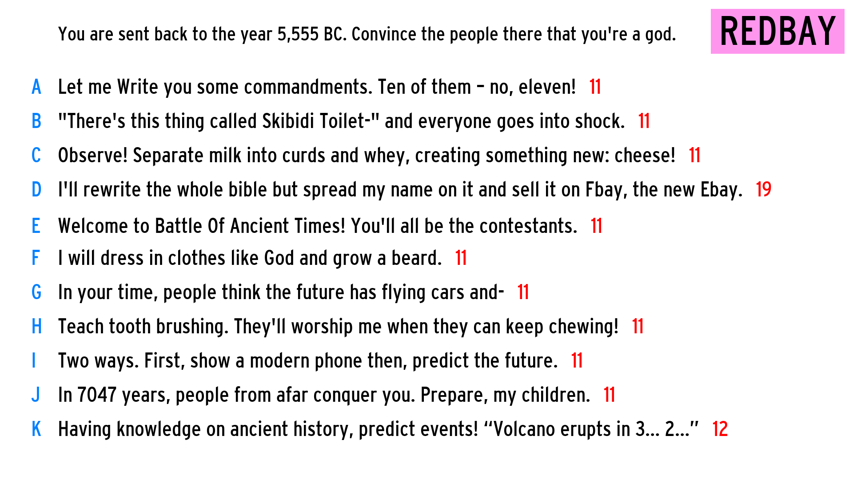 You are sent back to the year 5,555 BC. Convince the people there that you're a god.
REDBAY
A Let me Write you some commandments. Ten of them – no, eleven! 11
B "There's this thing called Skibidi Toilet-" and everyone goes into shock. 11
C Observe! Separate milk into curds and whey, creating something new: cheese! 11
D I'll rewrite the whole bible but spread my name on it and sell it on Fbay, the new Ebay. 19
E Welcome to Battle Of Ancient Times! You'll all be the contestants. 11
F I will dress in clothes like God and grow a beard. 11
G In your time, people think the future has flying cars and- 11
H Teach tooth brushing. They'll worship me when they can keep chewing! 11
I Two ways. First, show a modern phone then, predict the future. 11
J In 7047 years, people from afar conquer you. Prepare, my children. 11
K Having knowledge on ancient history, predict events! “Volcano erupts in 3... 2...” 12